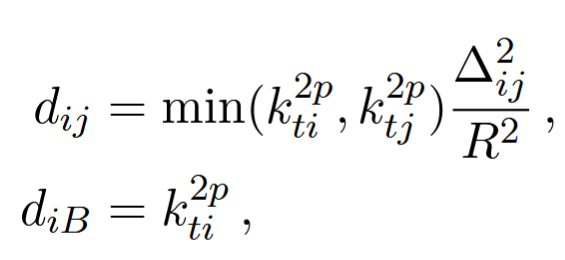 d_{ij} = \min(k_{ti}^{2p}, k_{tj}^{2p}) \frac{\Delta_{ij}^2}{R^2} ,
d_{iB} = k_{ti}^{2p} ,